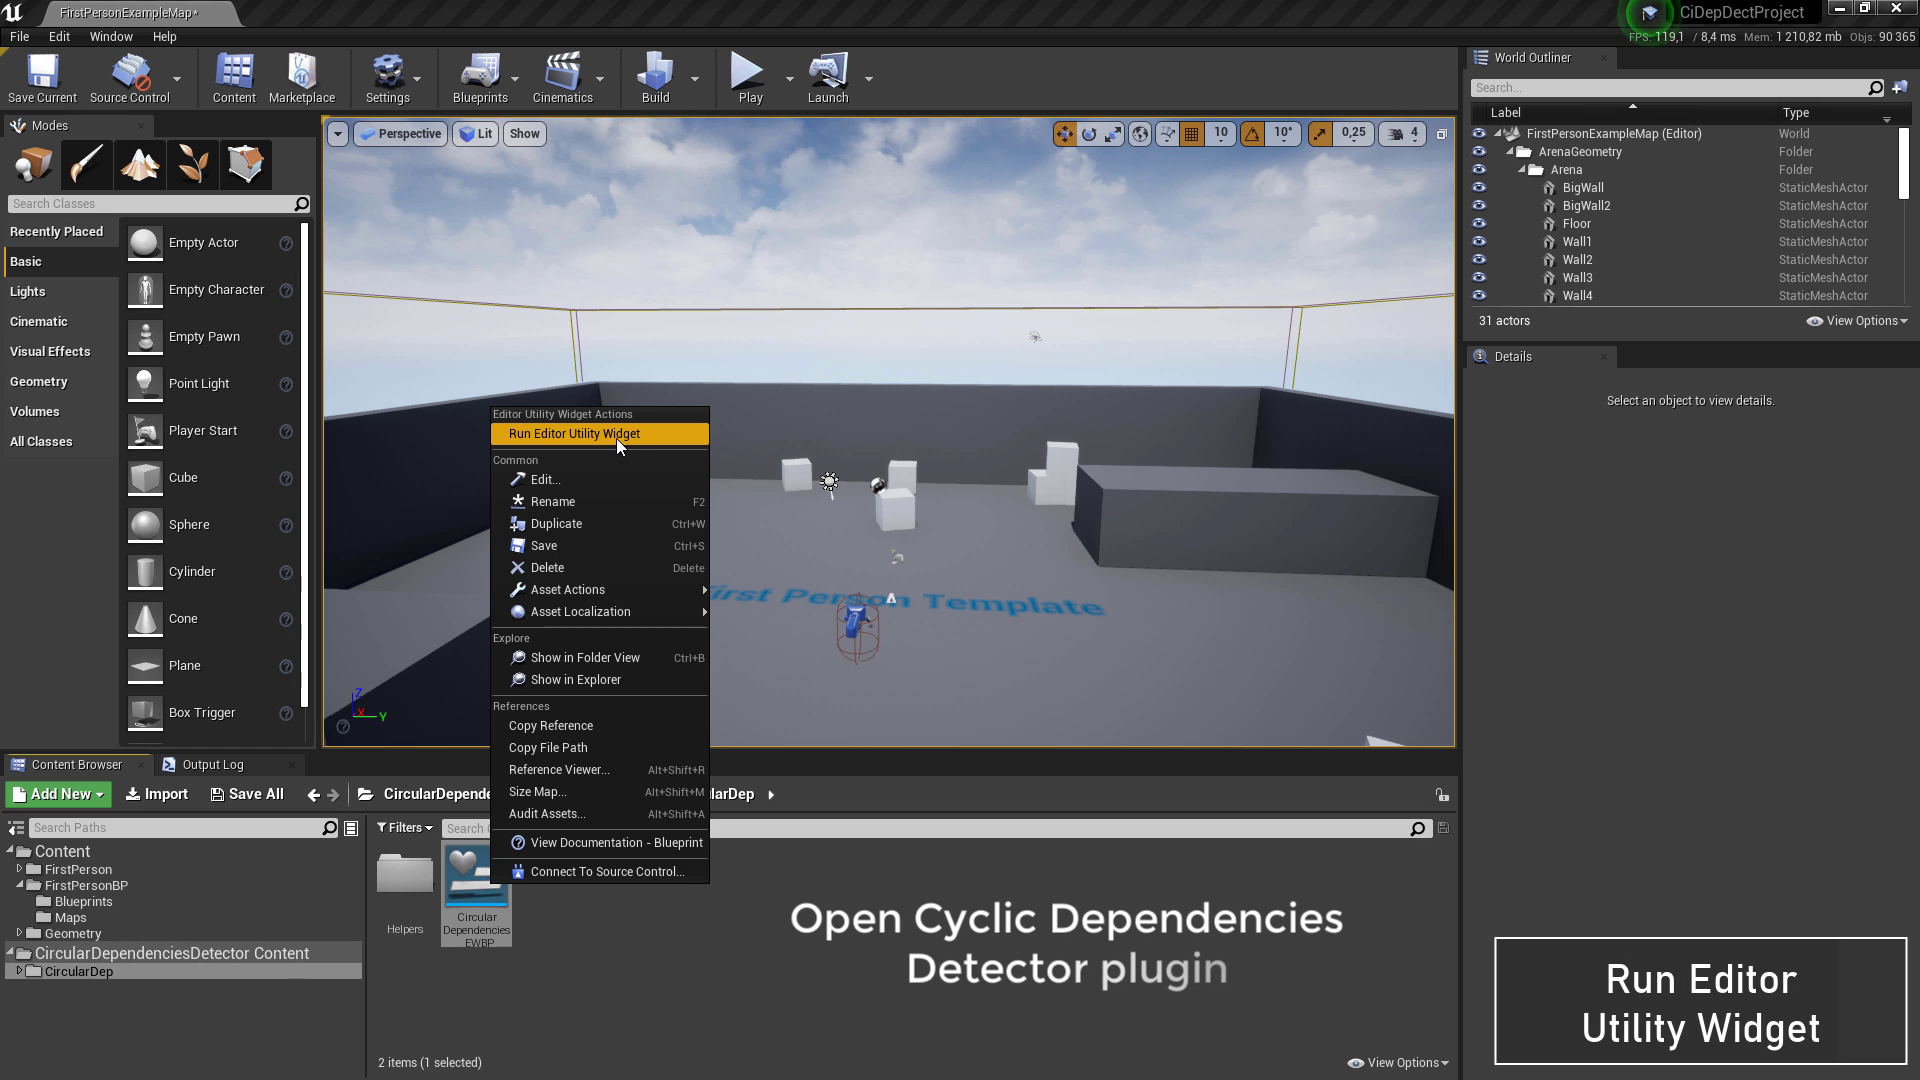 FirstPersonExampleMap*
CiDepDectProject
File Edit Window Help
FPS: 119,1 / 8,4 ms Mem: 1 210,82 mb Objs: 90 365
Save Current Source Control Content Marketplace Settings Blueprints Cinematics Build Play Launch
Modes
Search Classes
Recently Placed
Basic
Lights
Cinematic
Visual Effects
Geometry
Volumes
All Classes
Empty Actor
Empty Character
Empty Pawn
Point Light
Player Start
Cube
Sphere
Cylinder
Cone
Plane
Box Trigger
Perspective Lit Show
10 10° 0,25 4
First Person Template
Z
X
Y
Editor Utility Widget Actions
Run Editor Utility Widget
Common
Edit...
Rename F2
Duplicate Ctrl+W
Save Ctrl+S
Delete Delete
Asset Actions
Asset Localization
Explore
Show in Folder View Ctrl+B
Show in Explorer
References
Copy Reference
Copy File Path
Reference Viewer... Alt+Shift+R
Size Map... Alt+Shift+M
Audit Assets... Alt+Shift+A
View Documentation - Blueprint
Connect To Source Control...
World Outliner
Search...
Label Type
FirstPersonExampleMap (Editor) World
ArenaGeometry Folder
Arena Folder
BigWall StaticMeshActor
BigWall2 StaticMeshActor
Floor StaticMeshActor
Wall1 StaticMeshActor
Wall2 StaticMeshActor
Wall3 StaticMeshActor
Wall4 StaticMeshActor
31 actors View Options
Details
Select an object to view details.
Content Browser Output Log
Add New Import Save All
Search Paths
Filters
Content
FirstPerson
FirstPersonBP
Blueprints
Maps
Geometry
CircularDependenciesDetector Content
CircularDep
Helpers
Circular
Dependencies
EWBP
2 items (1 selected) View Options
Open Cyclic Dependencies
Detector plugin
Run Editor
Utility Widget